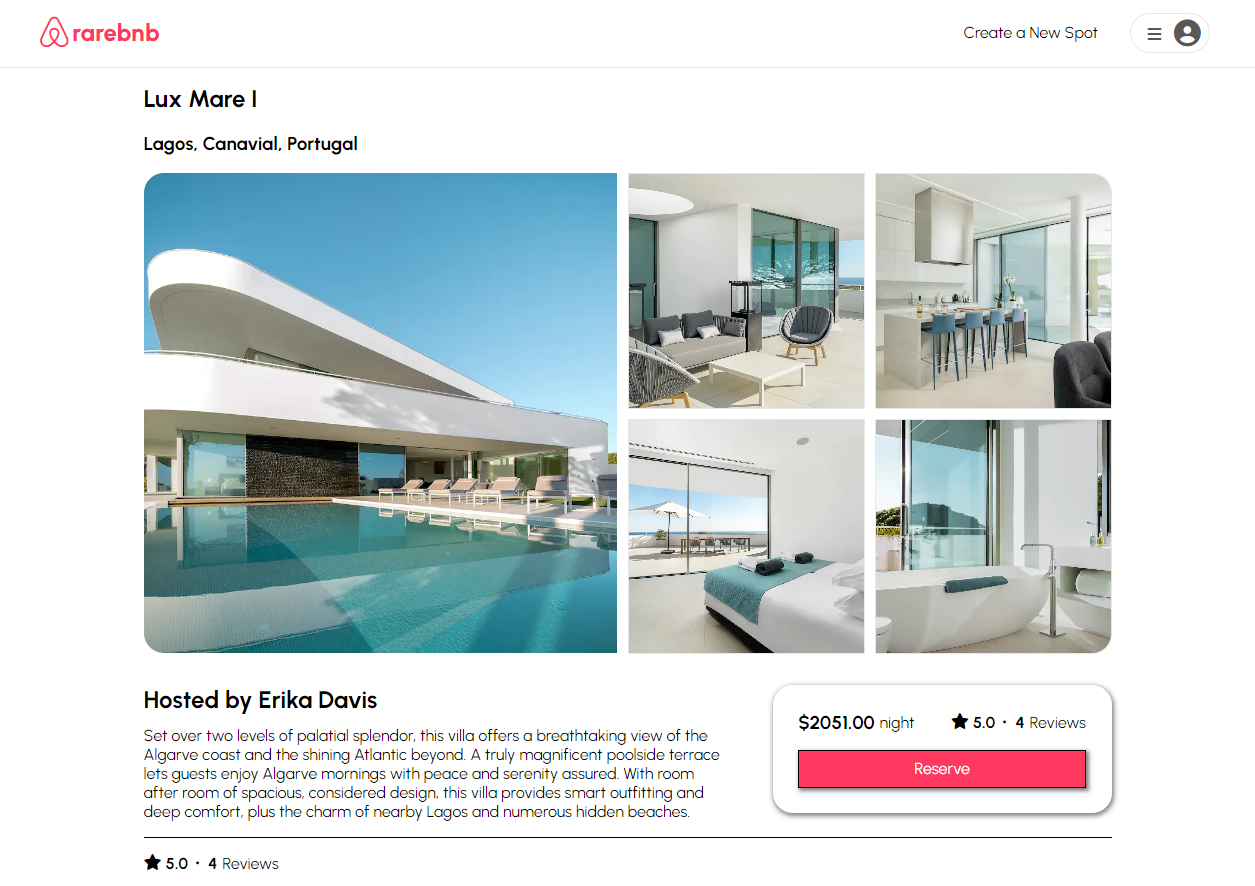 rarebnb
Create a New Spot
Lux Mare I
Lagos, Canavial, Portugal
Hosted by Erika Davis
Set over two levels of palatial splendor, this villa offers a breathtaking view of the
Algarve coast and the shining Atlantic beyond. A truly magnificent poolside terrace
lets guests enjoy Algarve mornings with peace and serenity assured. With room
after room of spacious, considered design, this villa provides smart outfitting and
deep comfort, plus the charm of nearby Lagos and numerous hidden beaches.
$2051.00 night
5.0 · 4 Reviews
Reserve
5.0 · 4 Reviews